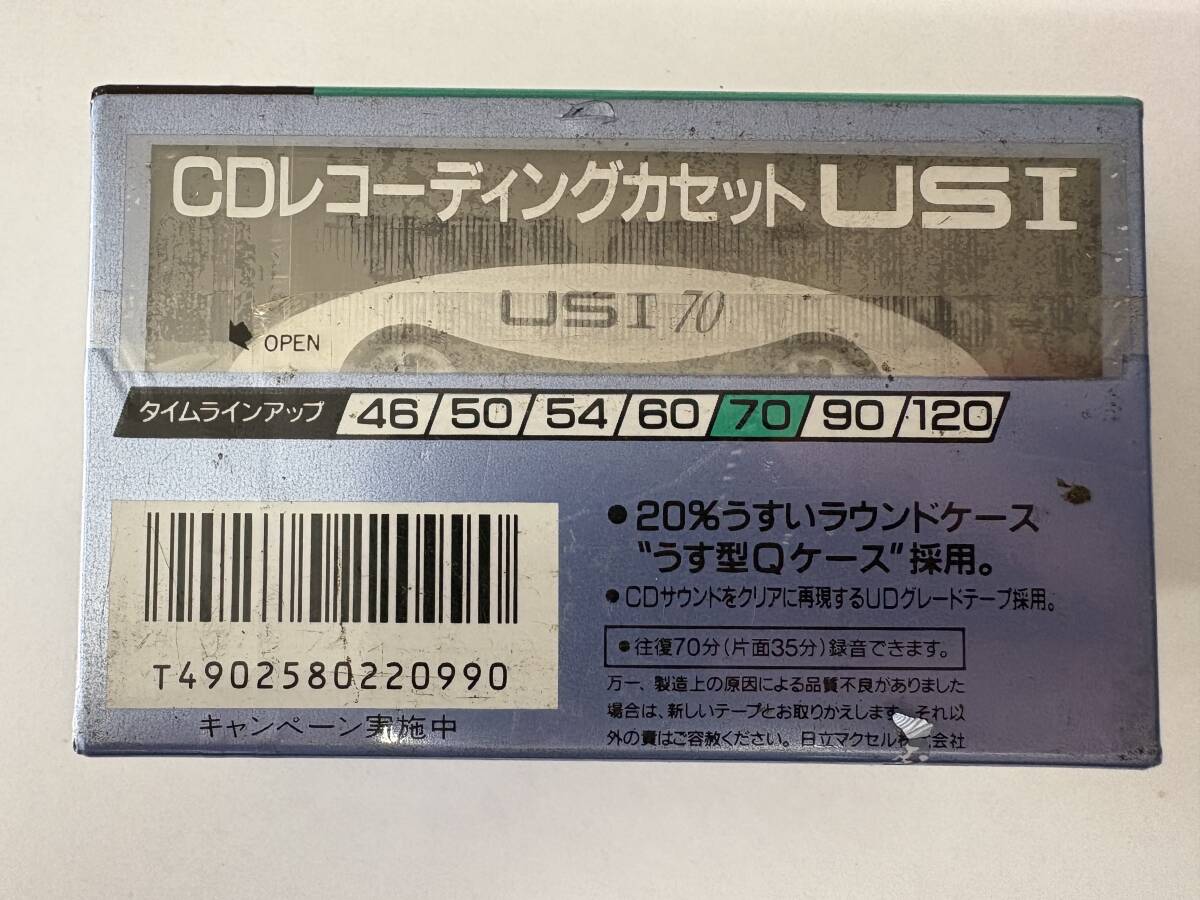 CDレコーディングカセット USI
USI 70
OPEN
タイムラインアップ 46/50/54/60/70/90/120
●20%うすいラウンドケース
"うす型Qケース"採用。
●CDサウンドをクリアに再現するUDグレードテープ採用。
●往復70分(片面35分)録音できます。
万一、製造上の原因による品質不良がありました
場合は、新しいテープとお取りかえします。それ以
外の責はご容赦ください。日立マクセル 会社
T4902580220990
キャンペーン実施中